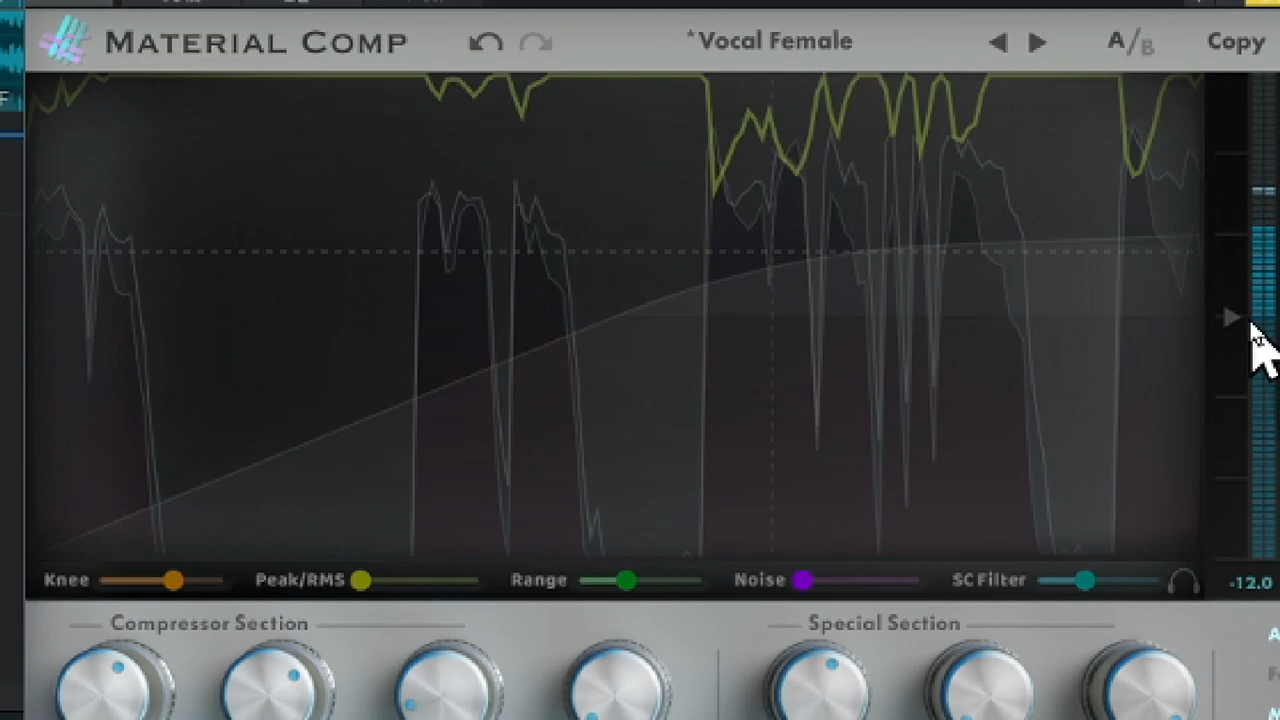 MATERIAL COMP
*Vocal Female
A/B
Copy
F
Knee
Peak/RMS
Range
Noise
SC Filter
-12.0
Compressor Section
Special Section